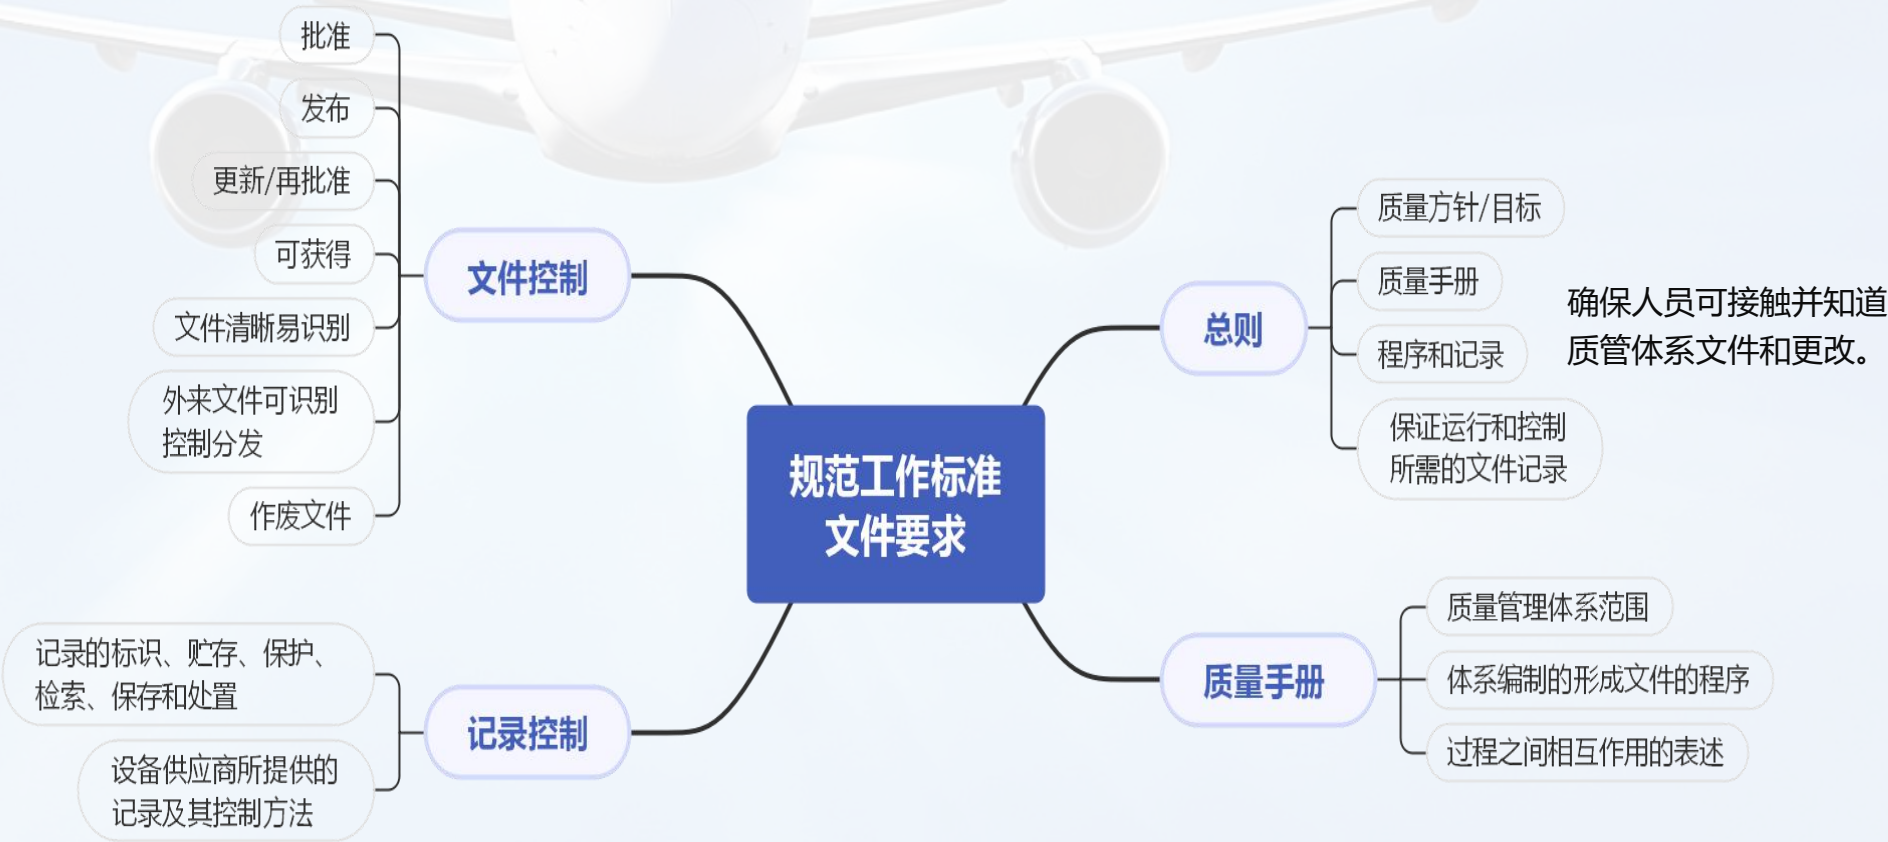 规范工作标准
文件要求
文件控制
批准
发布
更新/再批准
可获得
文件清晰易识别
外来文件可识别
控制分发
作废文件
记录控制
记录的标识、贮存、保护、
检索、保存和处置
设备供应商所提供的
记录及其控制方法
总则
质量方针/目标
质量手册
程序和记录
保证运行和控制
所需的文件记录
确保人员可接触并知道
质管体系文件和更改。
质量手册
质量管理体系范围
体系编制的形成文件的程序
过程之间相互作用的表述